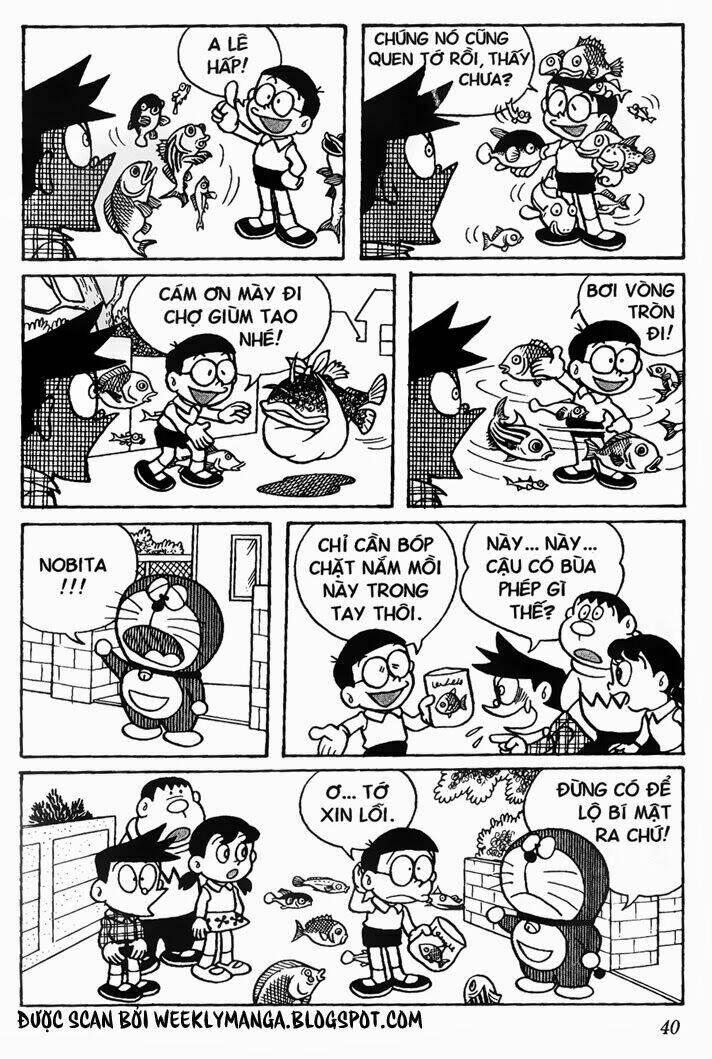 A LÊ
HẤP!
CHÚNG NÓ CŨNG
QUEN TỚ RỒI, THẤY
CHƯA?
CÁM ƠN MÀY ĐI
CHỢ GIÙM TAO
NHÉ!
BƠI VÒNG
TRÒN
ĐI!
NOBITA
!!!
CHỈ CẦN BÓP
CHẶT NẮM MỒI
NÀY TRONG
TAY THÔI.
NÀY... NÀY...
CẬU CÓ BÙA
PHÉP GÌ
THẾ?
Ơ... TỚ
XIN LỖI.
ĐỪNG CÓ ĐỂ
LỘ BÍ MẬT
RA CHỨ!
ĐƯỢC SCAN BỞI WEEKLYMANGA.BLOGSPOT.COM
40